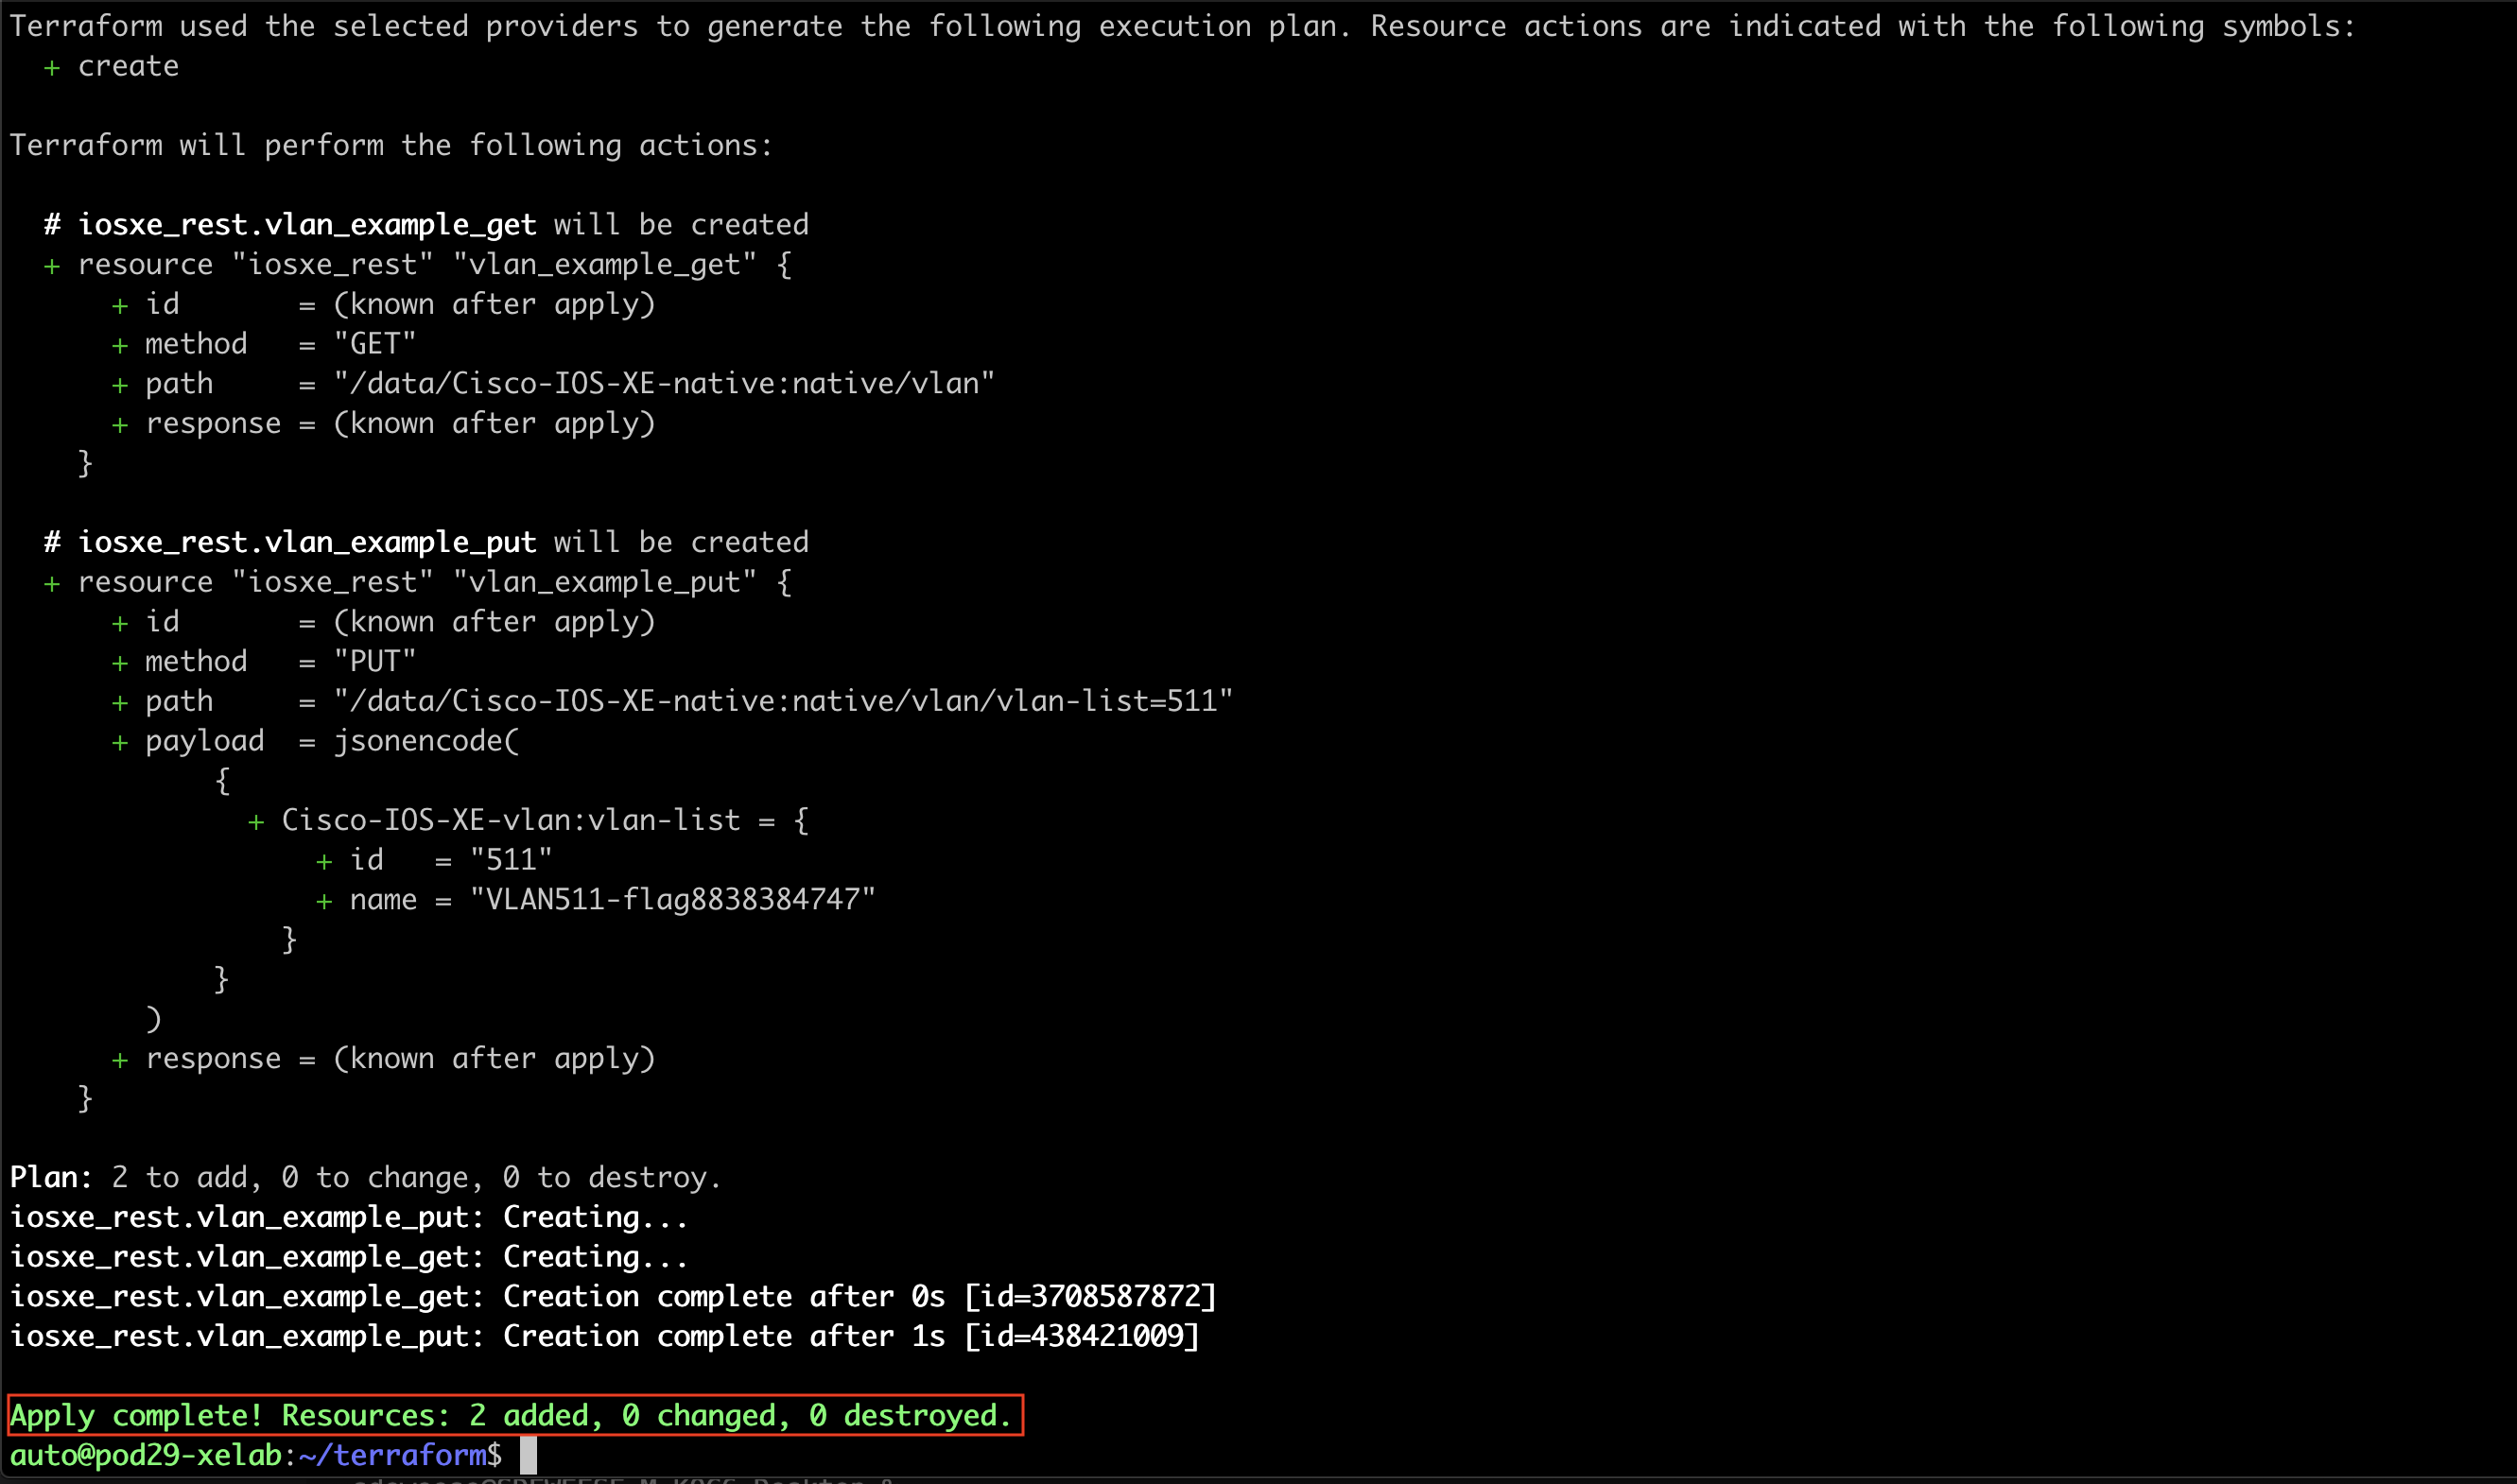 Terraform used the selected providers to generate the following execution plan. Resource actions are indicated with the following symbols:
  + create

Terraform will perform the following actions:

  # iosxe_rest.vlan_example_get will be created
  + resource "iosxe_rest" "vlan_example_get" {
      + id       = (known after apply)
      + method   = "GET"
      + path     = "/data/Cisco-IOS-XE-native:native/vlan"
      + response = (known after apply)
    }

  # iosxe_rest.vlan_example_put will be created
  + resource "iosxe_rest" "vlan_example_put" {
      + id       = (known after apply)
      + method   = "PUT"
      + path     = "/data/Cisco-IOS-XE-native:native/vlan/vlan-list=511"
      + payload  = jsonencode(
            {
              + Cisco-IOS-XE-vlan:vlan-list = {
                  + id   = "511"
                  + name = "VLAN511-flag8838384747"
                }
            }
        )
      + response = (known after apply)
    }

Plan: 2 to add, 0 to change, 0 to destroy.
iosxe_rest.vlan_example_put: Creating...
iosxe_rest.vlan_example_get: Creating...
iosxe_rest.vlan_example_get: Creation complete after 0s [id=3708587872]
iosxe_rest.vlan_example_put: Creation complete after 1s [id=438421009]

Apply complete! Resources: 2 added, 0 changed, 0 destroyed.
auto@pod29-xelab:~/terraform$